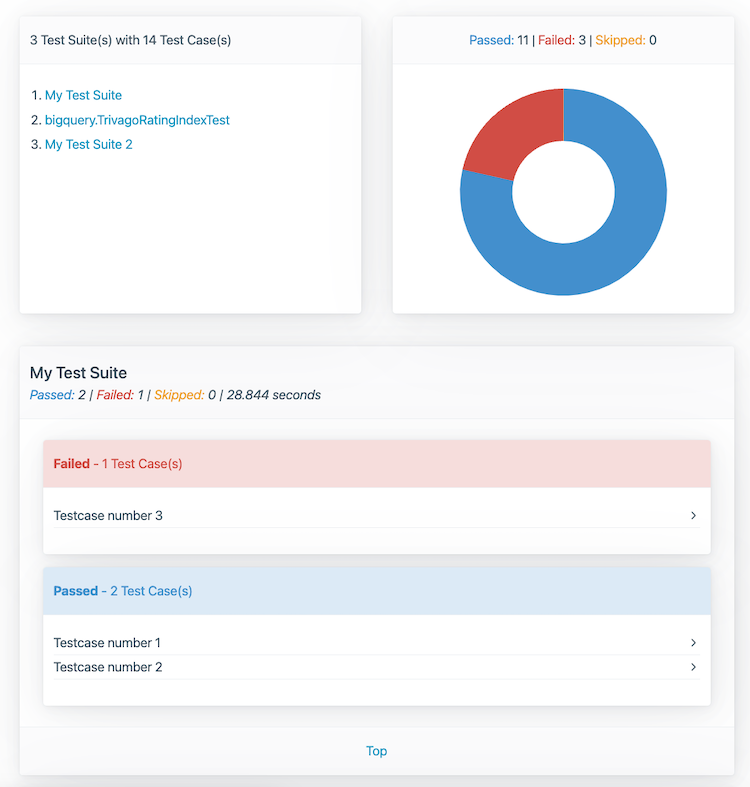 3 Test Suite(s) with 14 Test Case(s)
1. My Test Suite
2. bigquery.TrivagoRatingIndexTest
3. My Test Suite 2
Passed: 11 | Failed: 3 | Skipped: 0
My Test Suite
Passed: 2 | Failed: 1 | Skipped: 0 | 28.844 seconds
Failed - 1 Test Case(s)
Testcase number 3
Passed - 2 Test Case(s)
Testcase number 1
Testcase number 2
Top